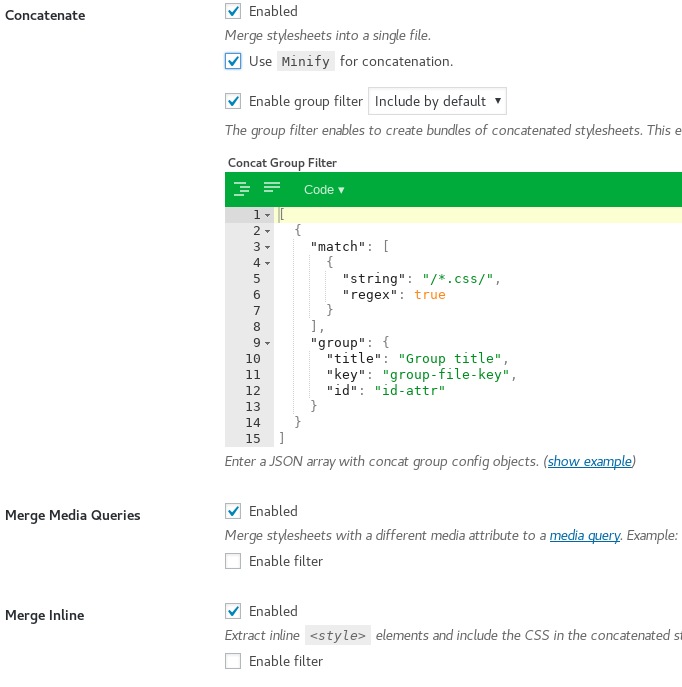 Concatenate
Enabled
Merge stylesheets into a single file.
Use Minify for concatenation.
Enable group filter Include by default ▾
The group filter enables to create bundles of concatenated stylesheets. This e
Concat Group Filter
Code ▾
1 [
2 {
3 "match": [
4 {
5 "string": "/*.css/",
6 "regex": true
7 }
8 ],
9 "group": {
10 "title": "Group title",
11 "key": "group-file-key",
12 "id": "id-attr"
13 }
14 }
15 ]
Enter a JSON array with concat group config objects. (show example)
Merge Media Queries
Enabled
Merge stylesheets with a different media attribute to a media query. Example:
Enable filter
Merge Inline
Enabled
Extract inline <style> elements and include the CSS in the concatenated st
Enable filter